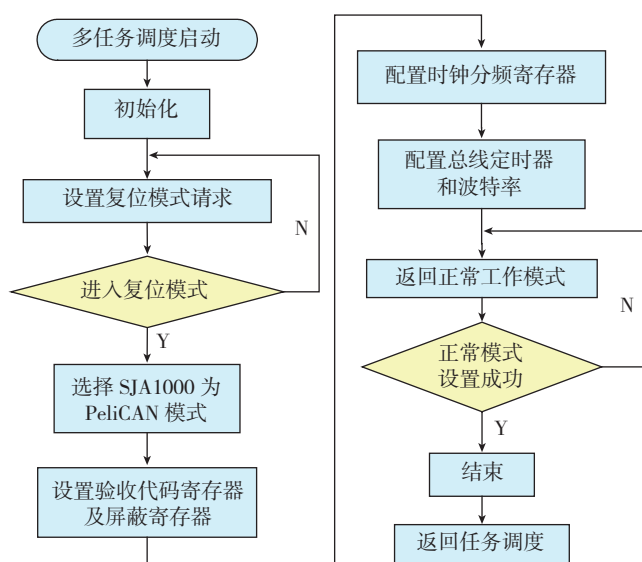 多任务调度启动
初始化
设置复位模式请求
N
进入复位模式
Y
选择 SJA1000 为
PeliCAN 模式
设置验收代码寄存器
及屏蔽寄存器
配置时钟分频寄存器
配置总线定时器
和波特率
返回正常工作模式
N
正常模式
设置成功
Y
结束
返回任务调度